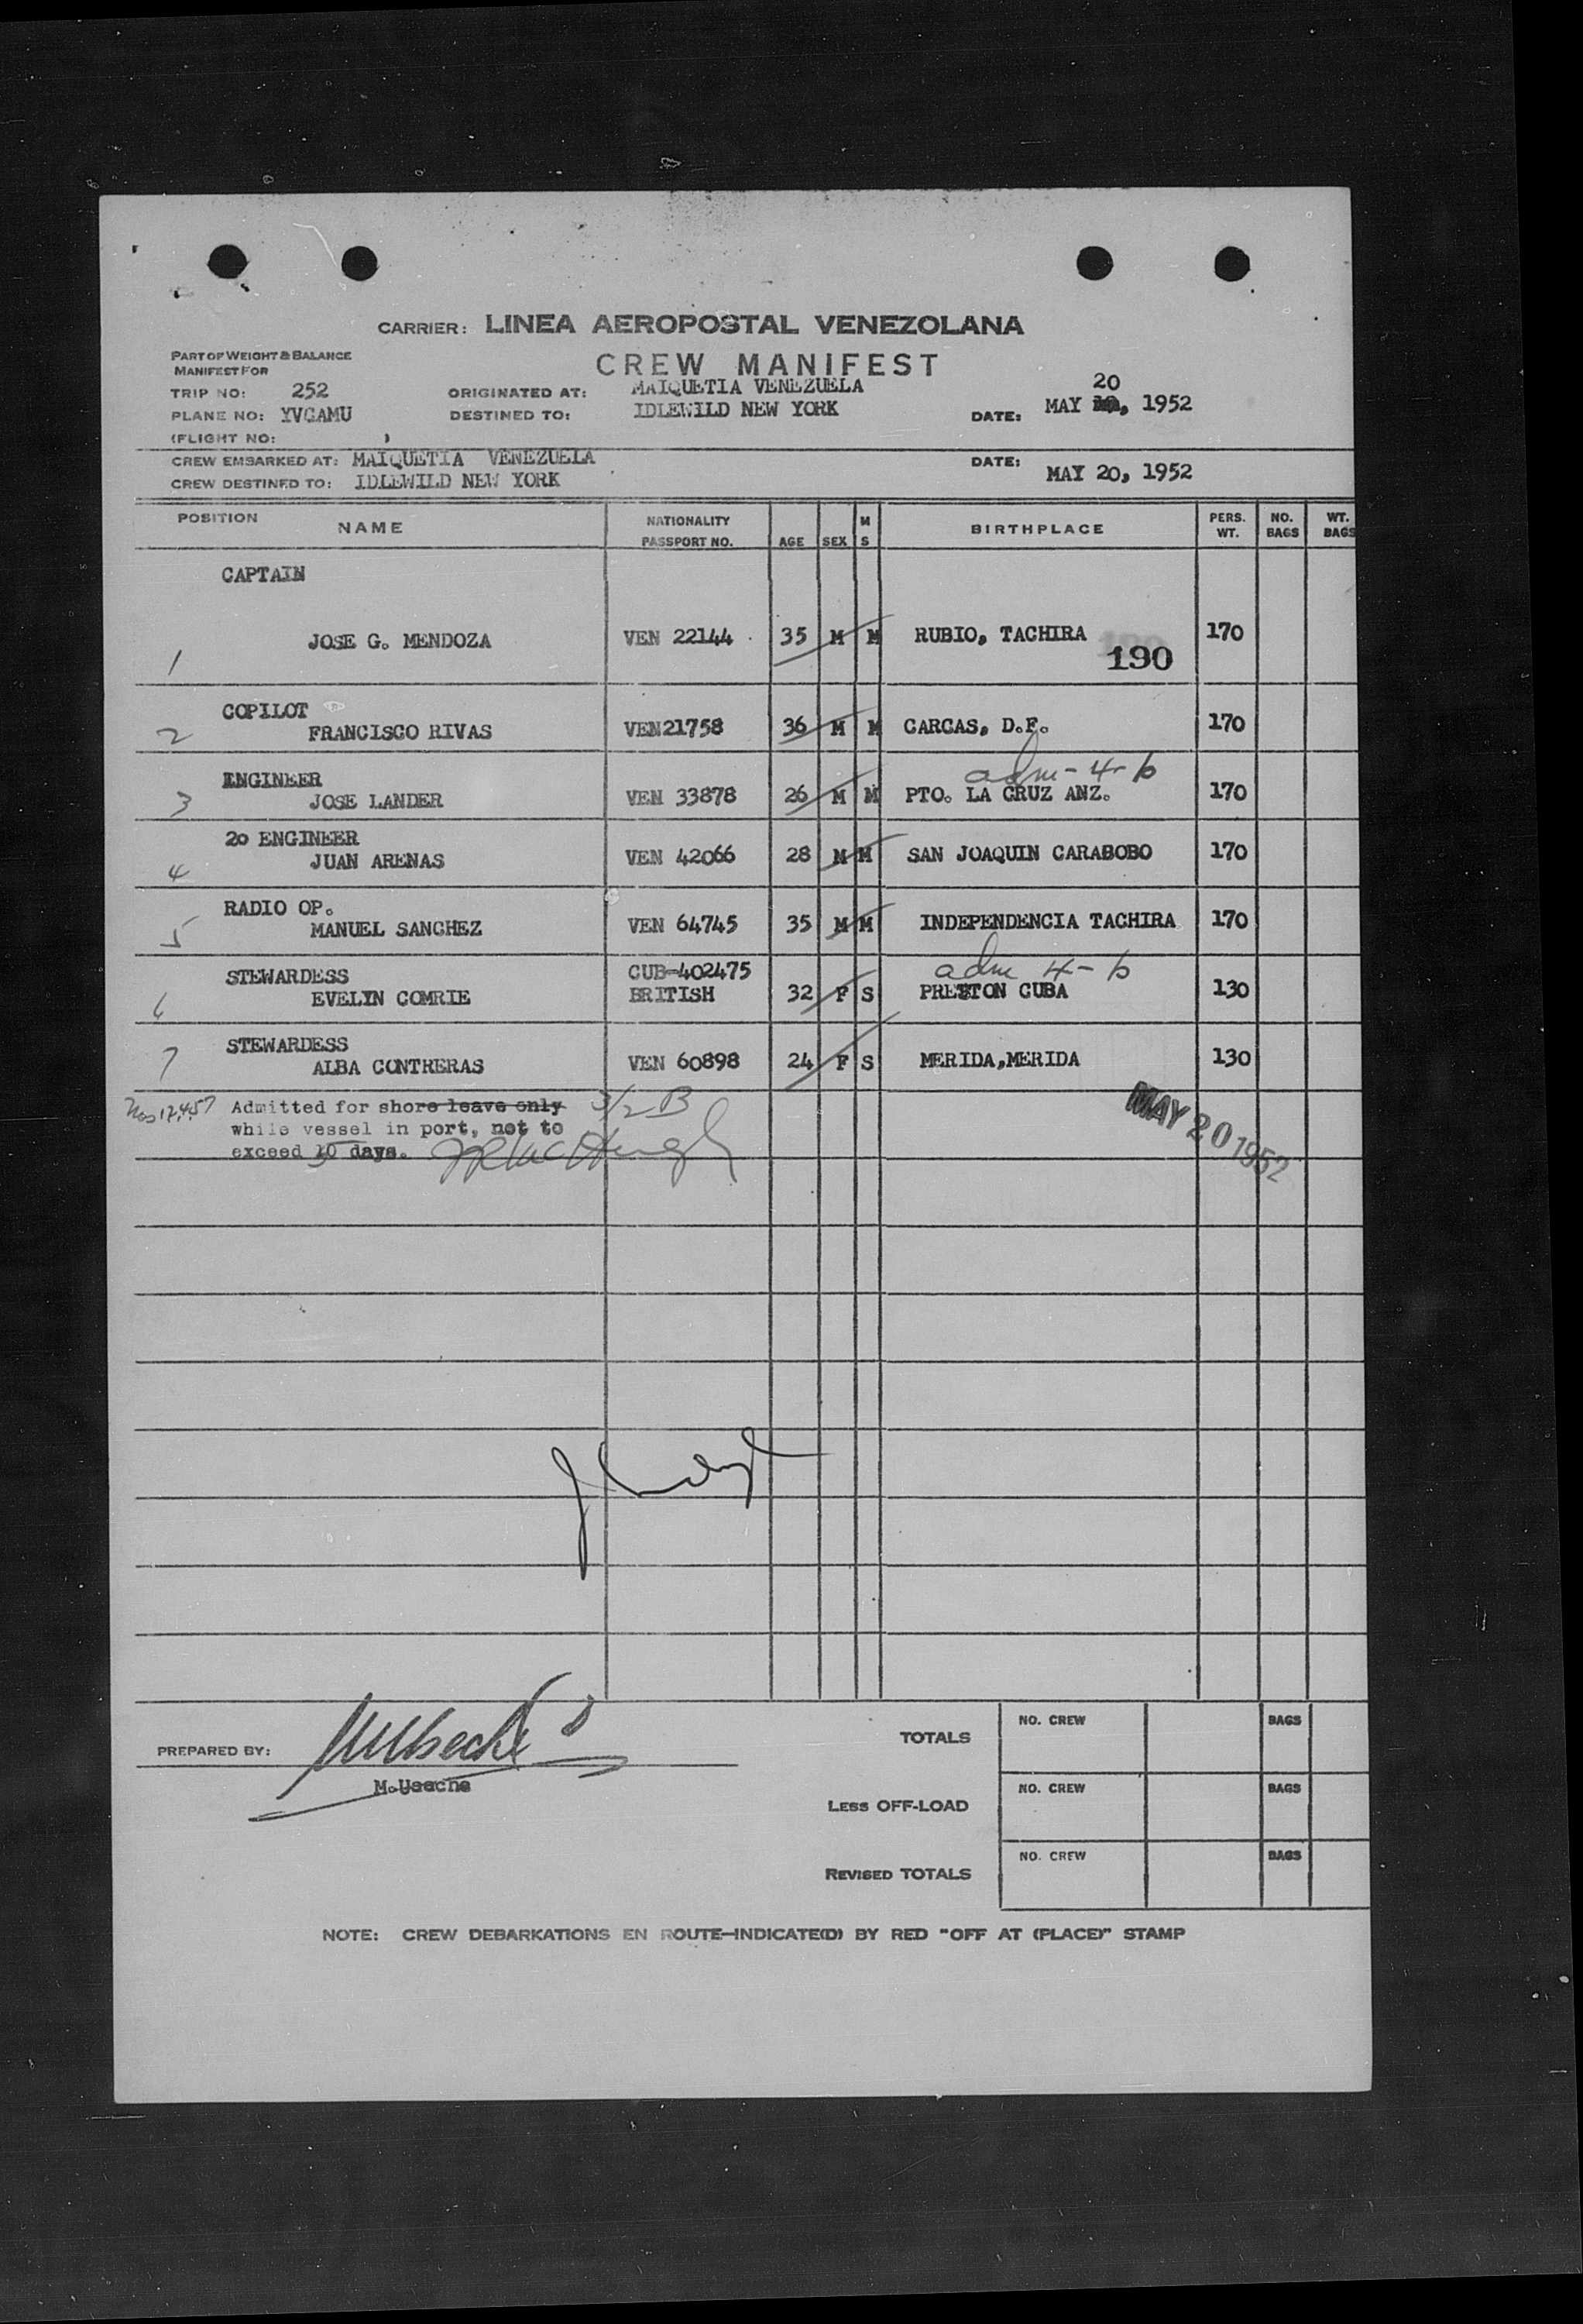 CARRIER: LINEA AEROPOSTAL VENEZOLANA
PART OF WEIGHT & BALANCE
MANIFEST FOR
CREW MANIFEST
TRIP NO: 252 ORIGINATED AT: MAIQUETIA VENEZUELA
PLANE NO: YVCAMU DESTINED TO: IDLEWILD NEW YORK DATE: MAY 20, 1952
(FLIGHT NO: )
CREW EMBARKED AT: MAIQUETIA VENEZUELA DATE: MAY 20, 1952
CREW DESTINED TO: IDLEWILD NEW YORK
POSITION NAME NATIONALITY PASSPORT NO. AGE SEX M S BIRTHPLACE PERS. WT. NO. BAGS WT. BAGS
CAPTAIN
1 JOSE G. MENDOZA VEN 22144 35 M M RUBIO, TACHIRA 170
190
COPILOT
2 FRANCISCO RIVAS VEN21758 36 M M CARCAS, D.F. 170
ENGINEER adm-4-b
3 JOSE LANDER VEN 33878 26 M M PTO. LA CRUZ ANZ. 170
2o ENGINEER
4 JUAN ARENAS VEN 42066 28 M M SAN JOAQUIN CARABOBO 170
RADIO OP.
5 MANUEL SANCHEZ VEN 64745 35 M M INDEPENDENCIA TACHIRA 170
STEWARDESS CUB-402475 adm 4-b
6 EVELYN COMRIE BRITISH 32 F S PRESTON CUBA 130
STEWARDESS
7 ALBA CONTRERAS VEN 60898 24 F S MERIDA,MERIDA 130
Admitted for shore leave only 3/2 B
while vessel in port, not to
exceed 10 days.
MAY 20 1952
PREPARED BY:
M.Useche
TOTALS NO. CREW BAGS
LESS OFF-LOAD NO. CREW BAGS
REVISED TOTALS NO. CREW BAGS
NOTE: CREW DEBARKATIONS EN ROUTE—INDICATE(D) BY RED "OFF AT (PLACE)" STAMP